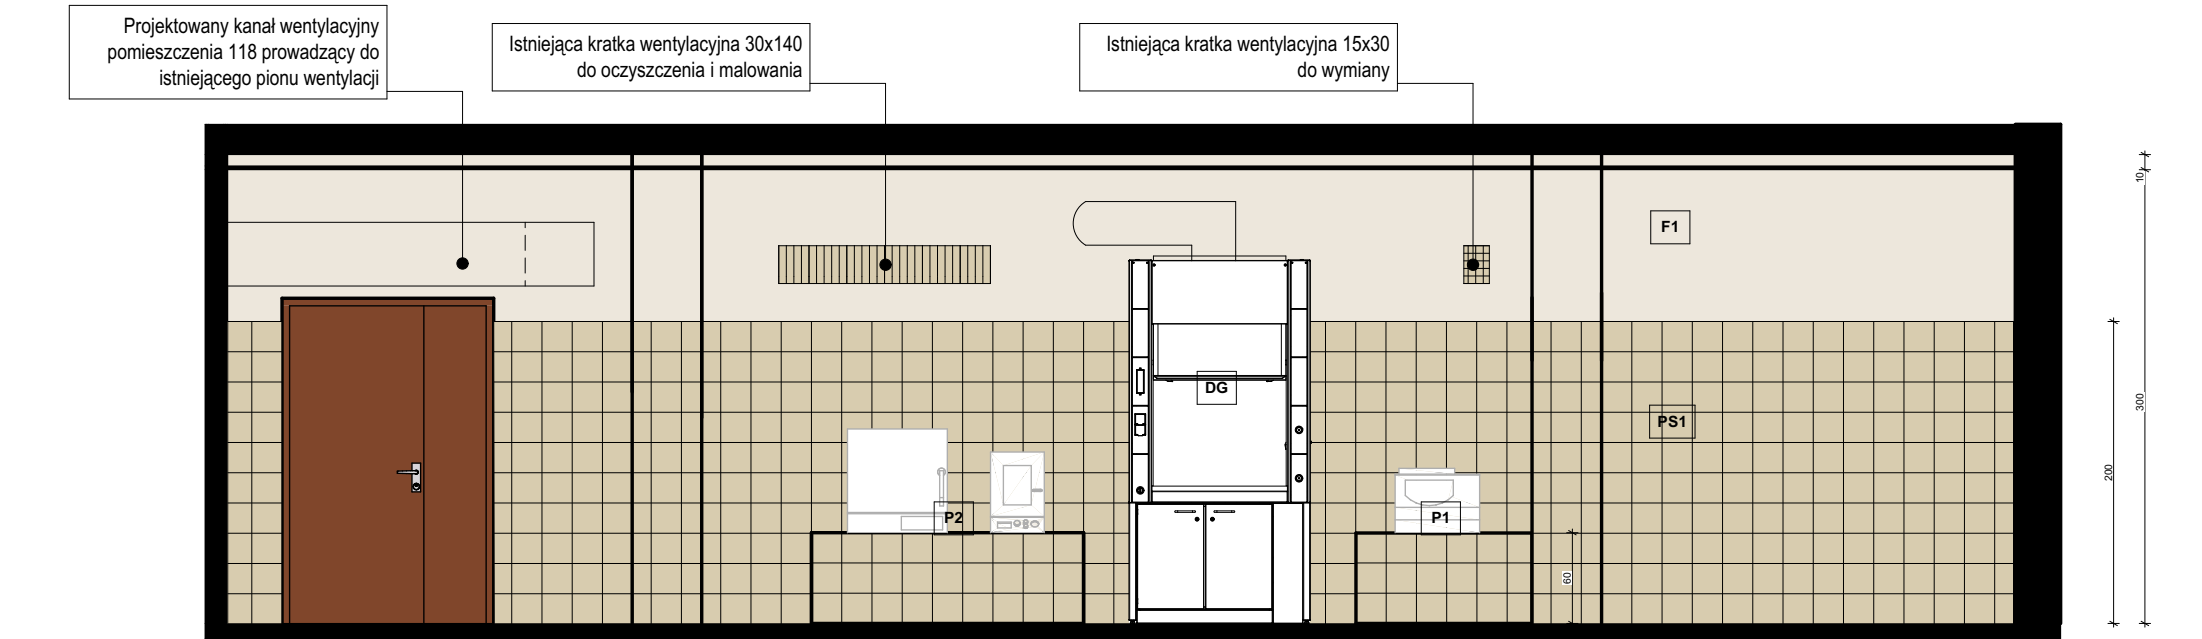 Projektowany kanał wentylacyjny
pomieszczenia 118 prowadzący do
istniejącego pionu wentylacji
Istniejąca kratka wentylacyjna 30x140
do oczyszczenia i malowania
Istniejąca kratka wentylacyjna 15x30
do wymiany
10
F1
DG
300
PS1
200
P2
P1
60